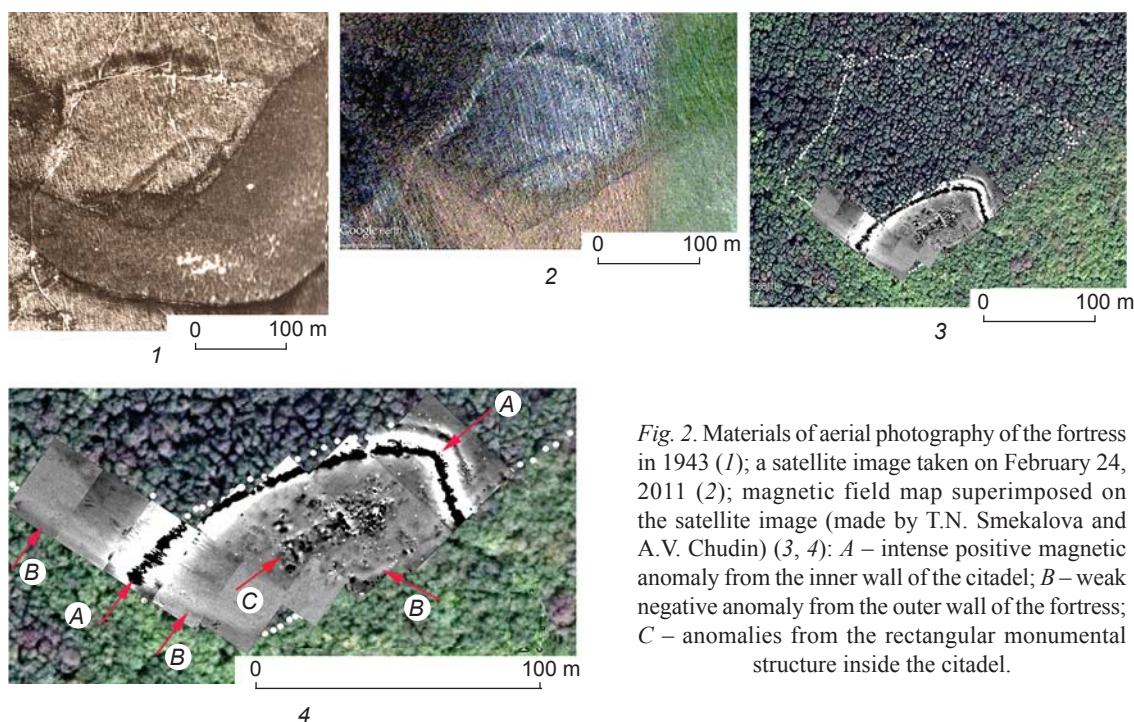 0 100 m
1
Google earth
0 100 m
2
0 100 m
3
A
B
A
B
C
B
0 100 m
4
Fig. 2. Materials of aerial photography of the fortress
in 1943 (1); a satellite image taken on February 24,
2011 (2); magnetic field map superimposed on
the satellite image (made by T.N. Smekalova and
A.V. Chudin) (3, 4): A – intense positive magnetic
anomaly from the inner wall of the citadel; B – weak
negative anomaly from the outer wall of the fortress;
C – anomalies from the rectangular monumental
structure inside the citadel.